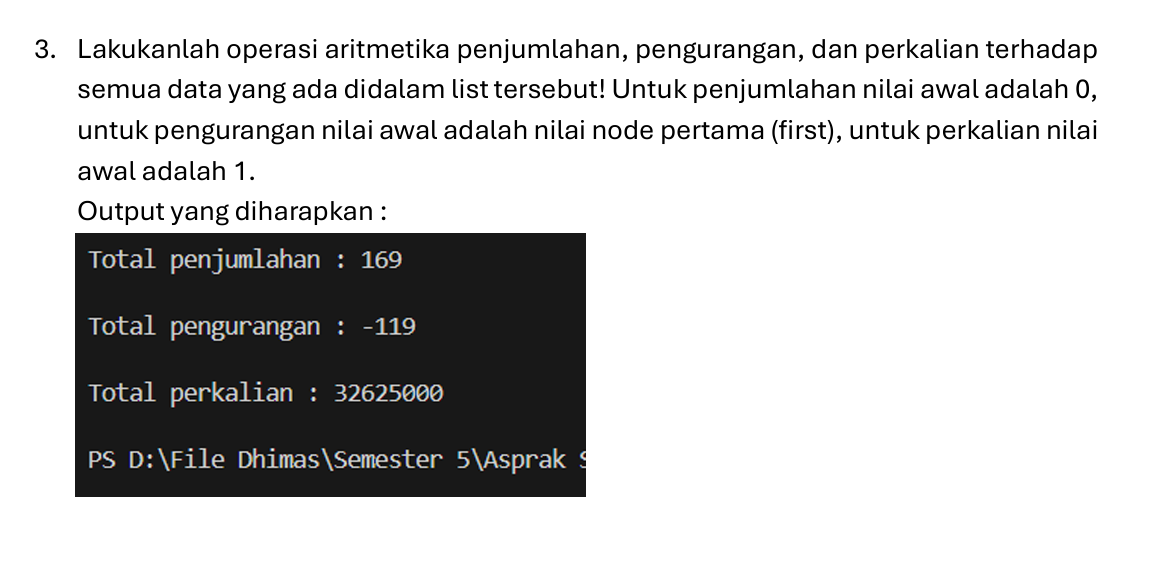 3. Lakukanlah operasi aritmetika penjumlahan, pengurangan, dan perkalian terhadap
semua data yang ada didalam list tersebut! Untuk penjumlahan nilai awal adalah 0,
untuk pengurangan nilai awal adalah nilai node pertama (first), untuk perkalian nilai
awal adalah 1.
Output yang diharapkan :
Total penjumlahan : 169
Total pengurangan : -119
Total perkalian : 32625000
PS D:\File Dhimas\Semester 5\Asprak S